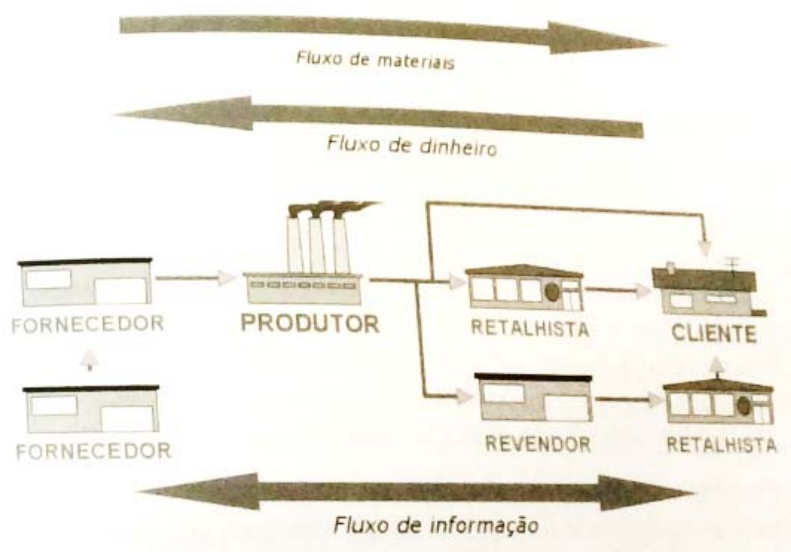 Fluxo de materiais
Fluxo de dinheiro
FORNECEDOR
PRODUTOR
RETALHISTA
CLIENTE
FORNECEDOR
REVENDOR
RETALHISTA
Fluxo de informação